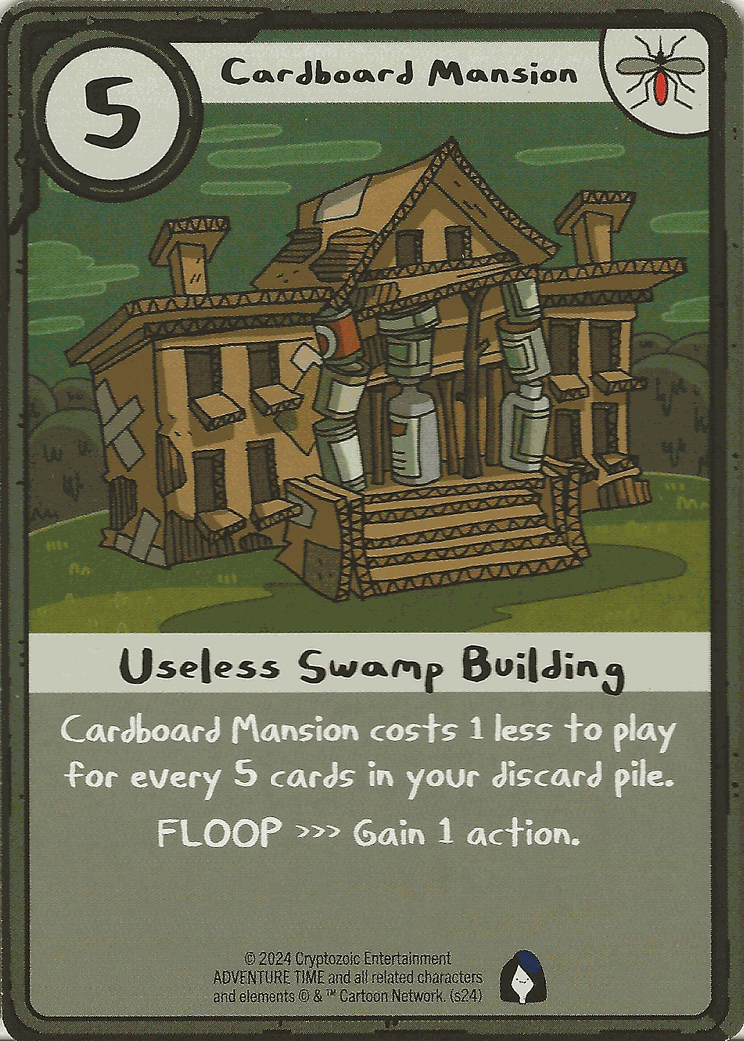 5
Cardboard Mansion
Useless Swamp Building
Cardboard Mansion costs 1 less to play
for every 5 cards in your discard pile.
FLOOP >>> Gain 1 action.
© 2024 Cryptozoic Entertainment
ADVENTURE TIME and all related characters
and elements © & ™ Cartoon Network. (s24)